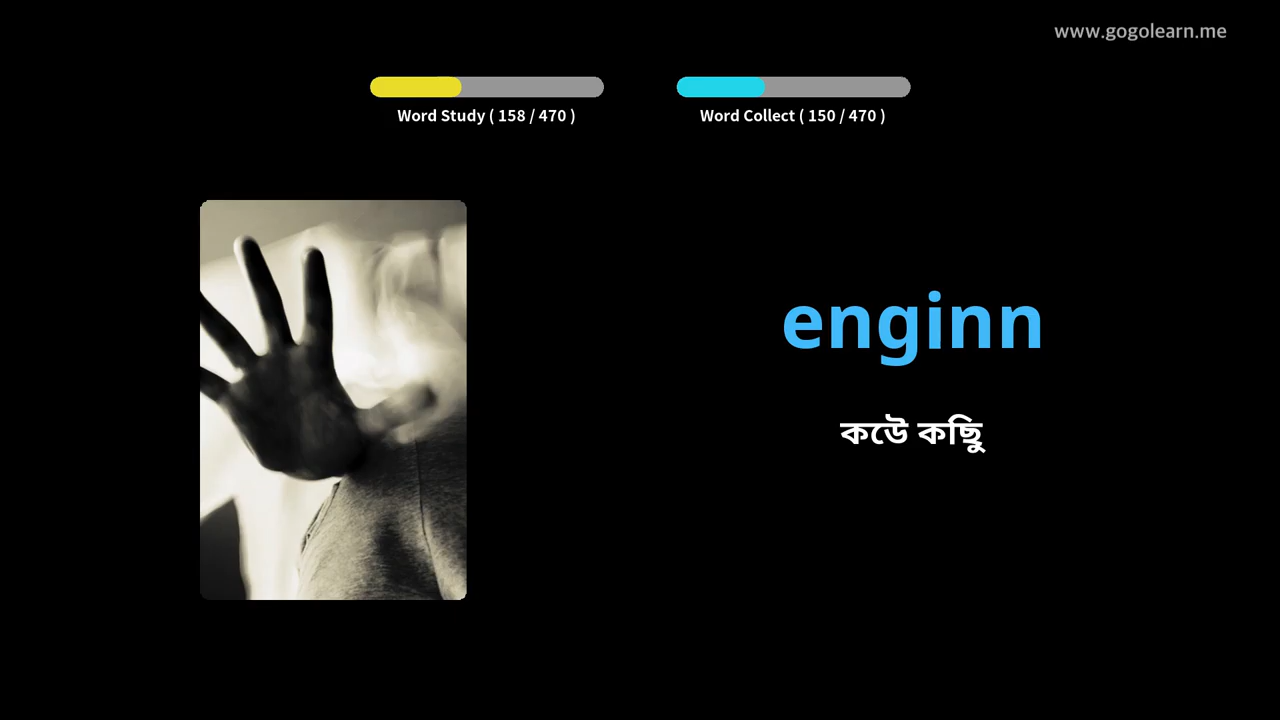 www.gogolearn.me
Word Study ( 158 / 470 )
Word Collect ( 150 / 470 )
enginn
কউে কছিু